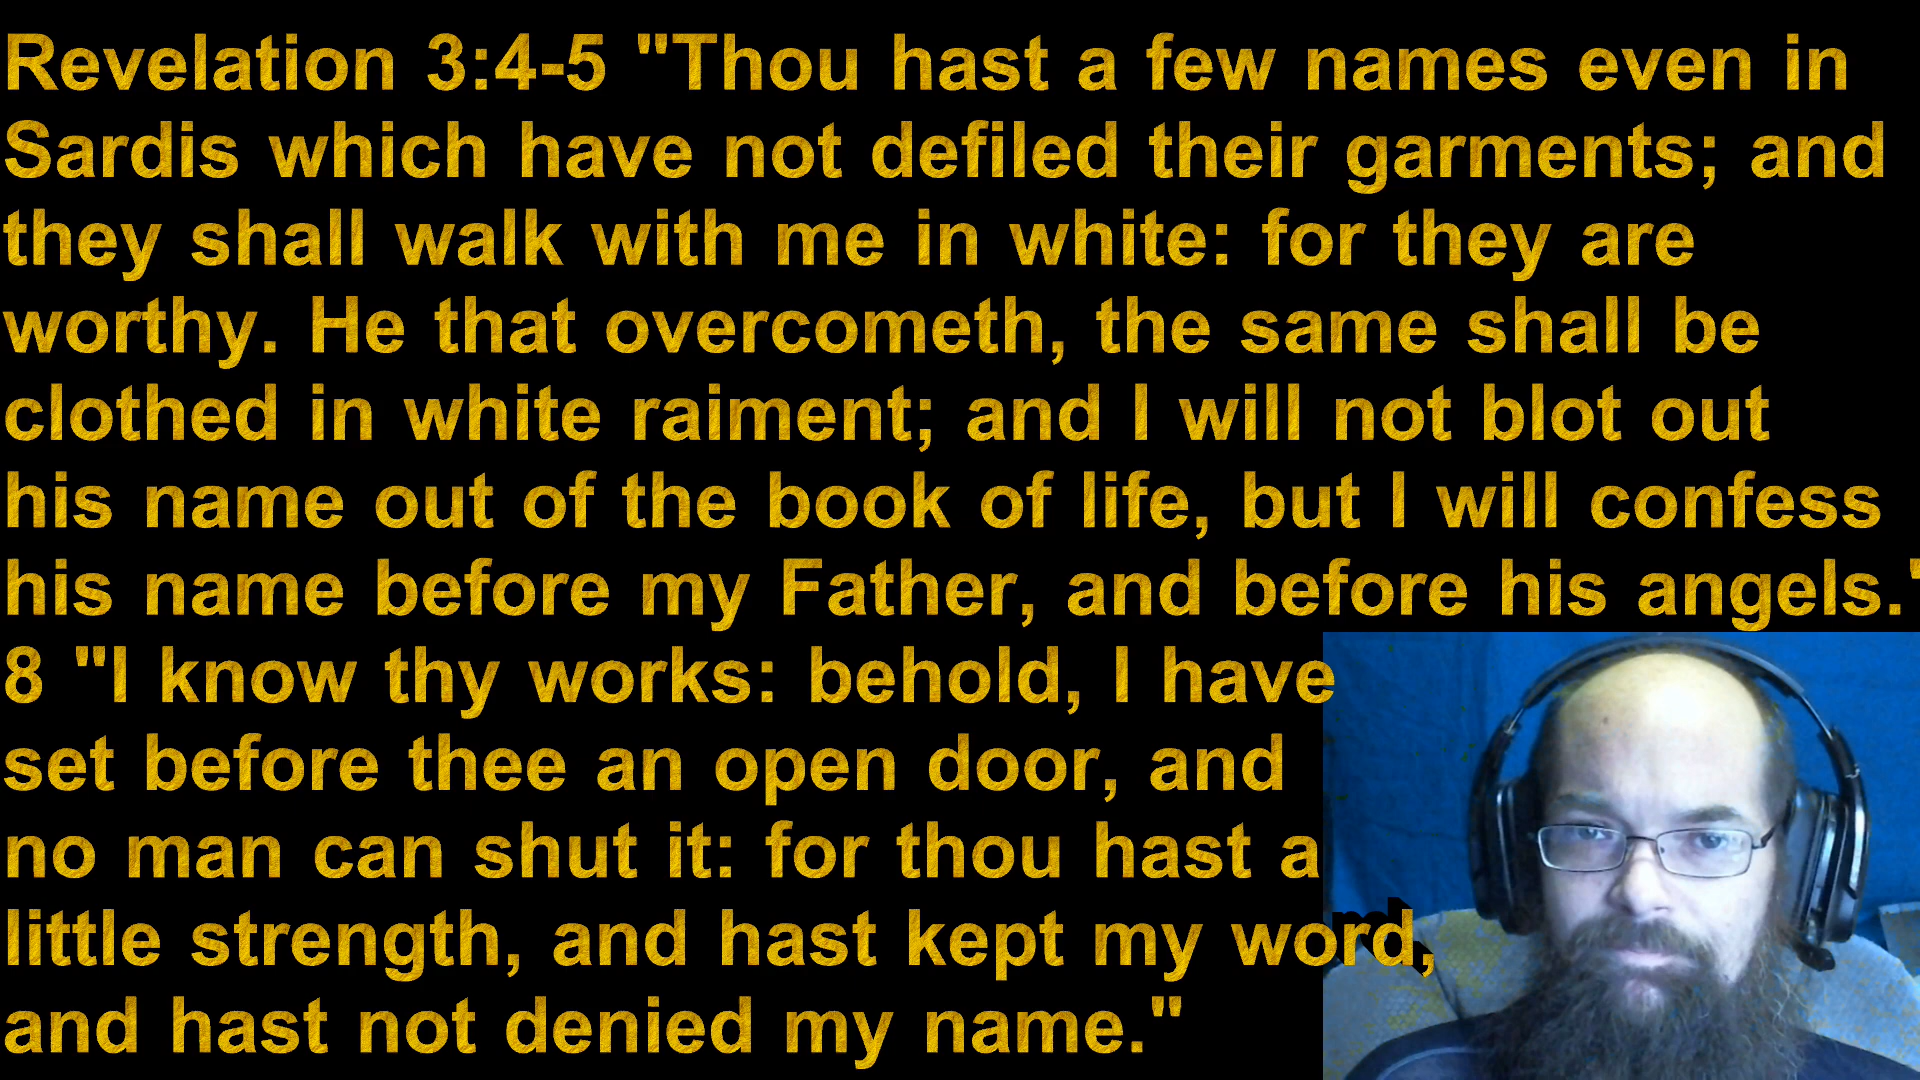 Revelation 3:4-5 "Thou hast a few names even in
Sardis which have not defiled their garments; and
they shall walk with me in white: for they are
worthy. He that overcometh, the same shall be
clothed in white raiment; and I will not blot out
his name out of the book of life, but I will confess
his name before my Father, and before his angels."
8 "I know thy works: behold, I have
set before thee an open door, and
no man can shut it: for thou hast a
little strength, and hast kept my word,
and hast not denied my name."